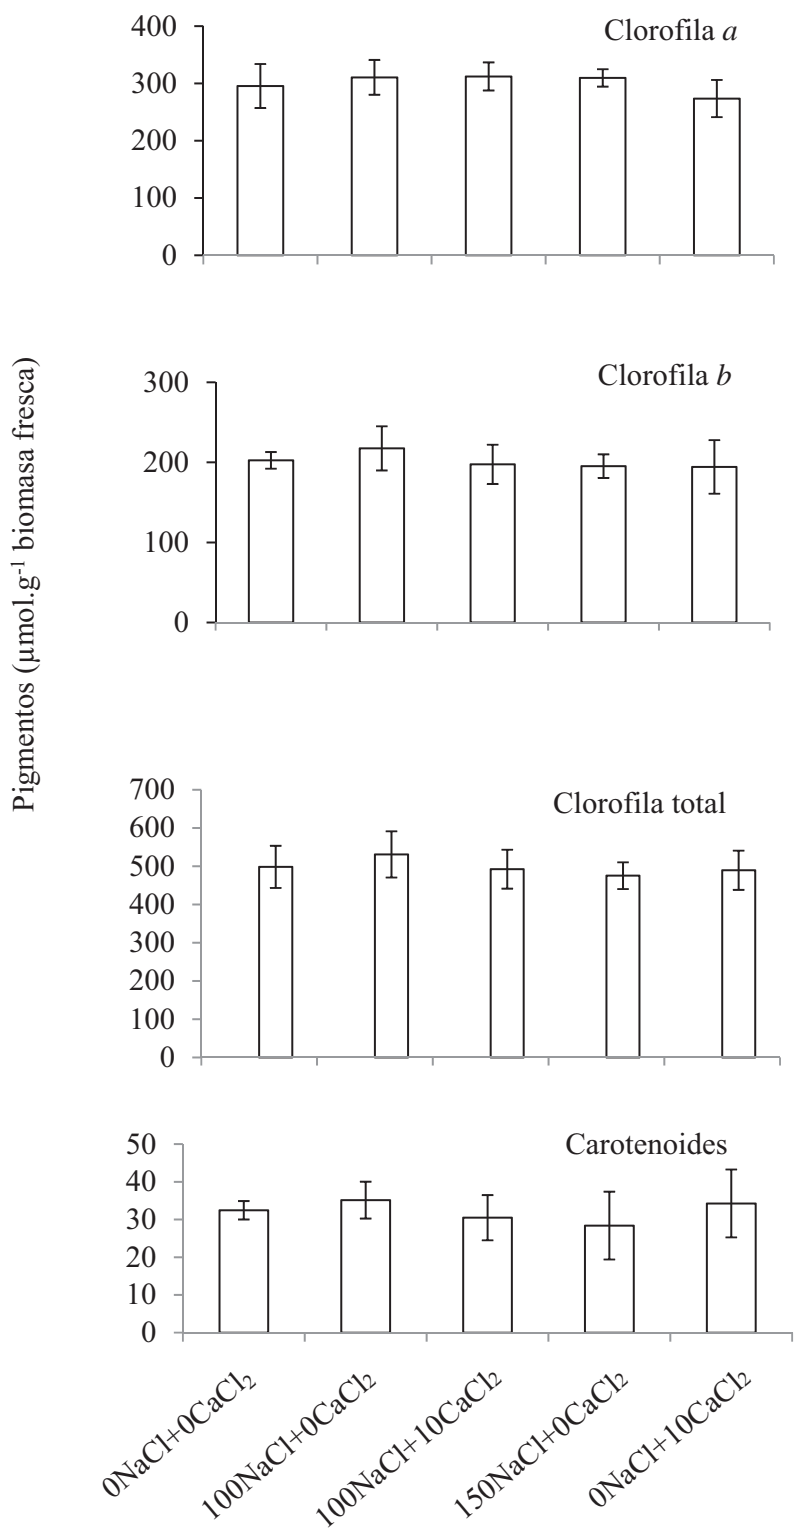 Pigmentos (µmol.g⁻¹ biomasa fresca)
Clorofila a
400
300
200
100
0
Clorofila b
300
200
100
0
Clorofila total
700
600
500
400
300
200
100
0
Carotenoides
50
40
30
20
10
0
0NaCl+0CaCl₂
100NaCl+0CaCl₂
100NaCl+10CaCl₂
150NaCl+0CaCl₂
0NaCl+10CaCl₂